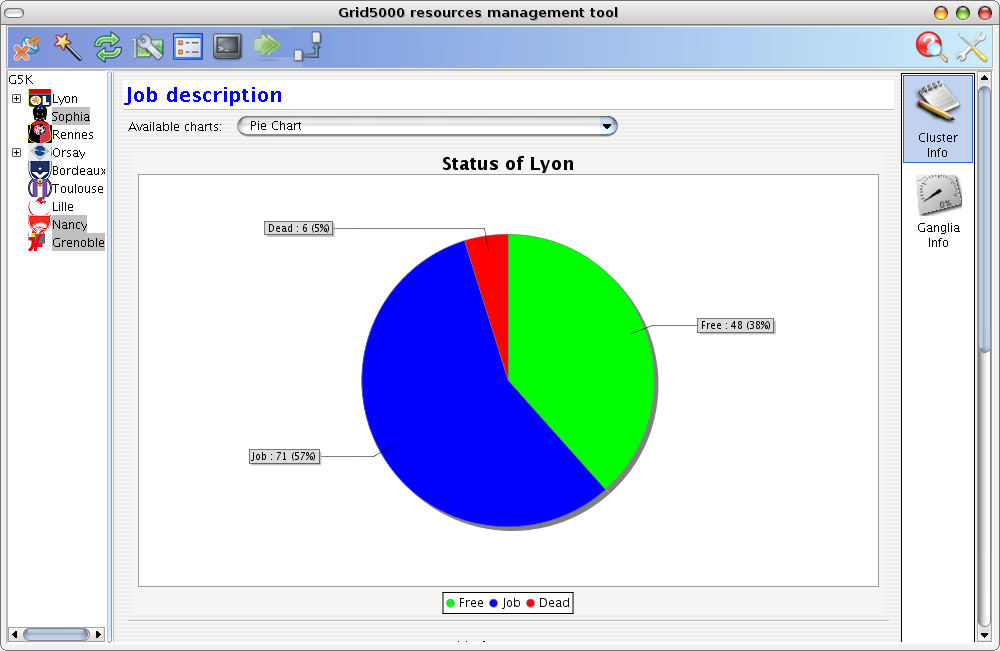 Grid5000 resources management tool
G5K
Lyon
Sophia
Rennes
Orsay
Bordeaux
Toulouse
Lille
Nancy
Grenoble
Job description
Available charts: Pie Chart
Status of Lyon
Dead : 6 (5%)
Free : 48 (38%)
Job : 71 (57%)
Free Job Dead
Cluster
Info
0%
Ganglia
Info